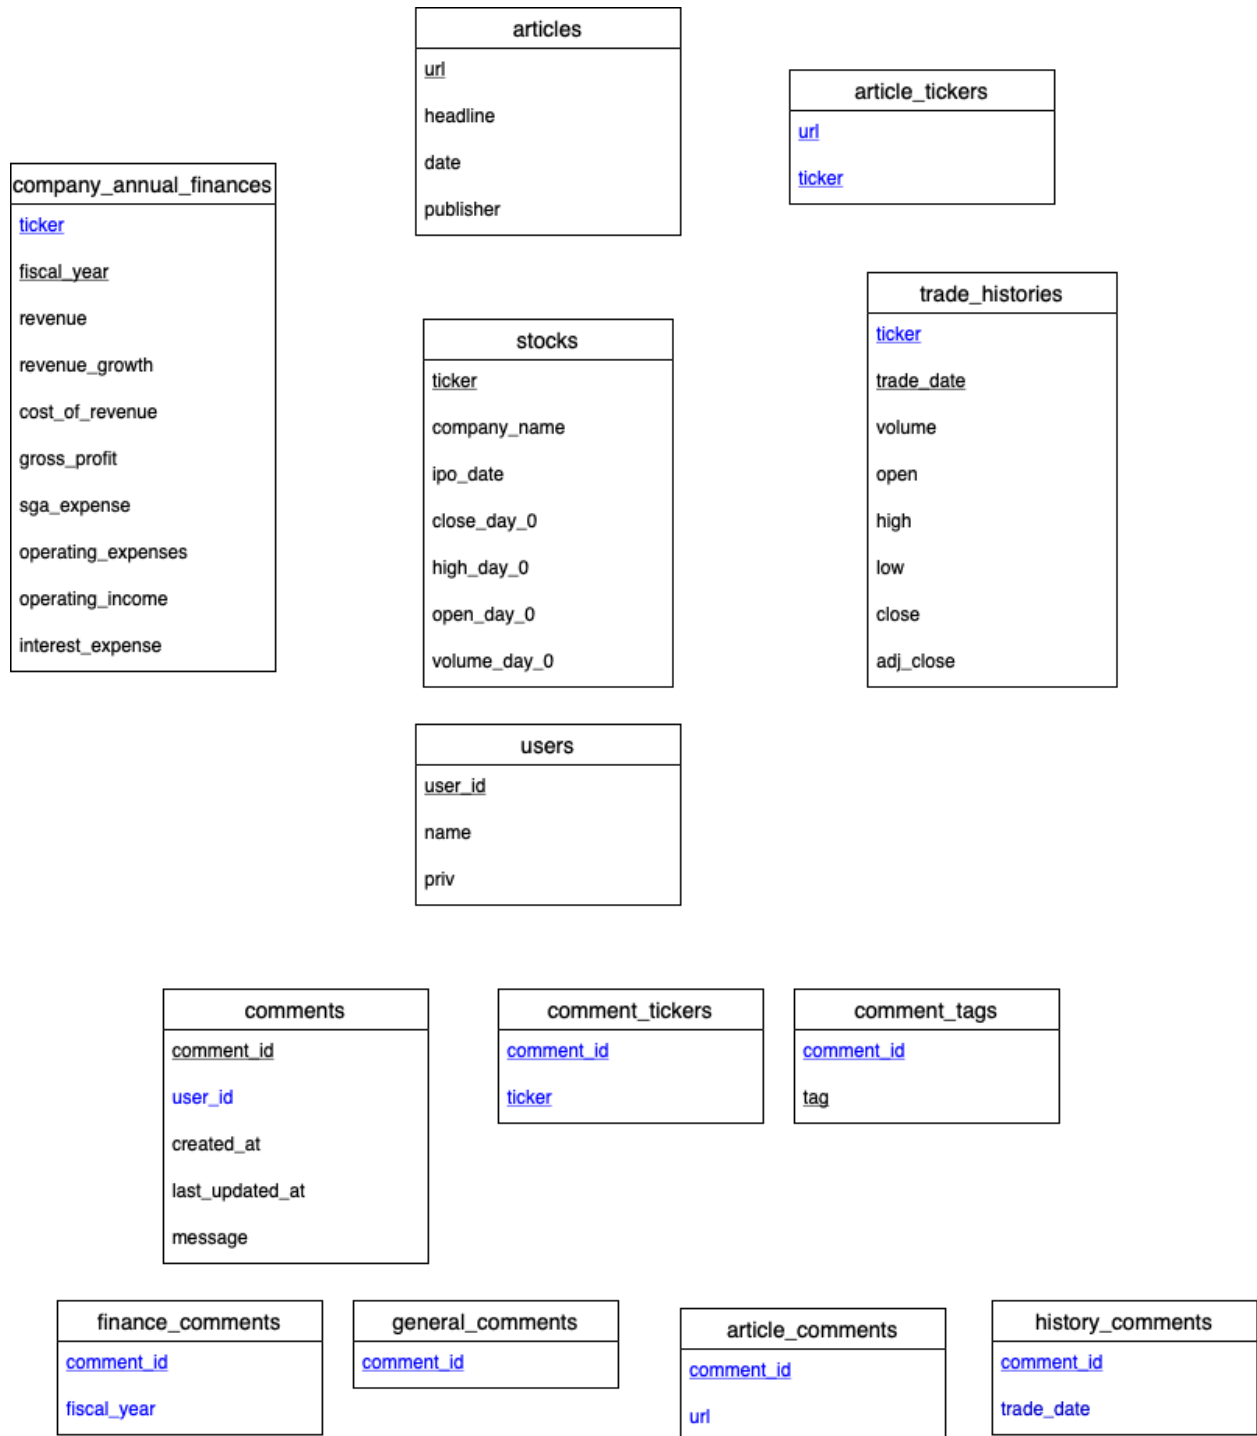 articles
url
headline
date
publisher
article_tickers
url
ticker
company_annual_finances
ticker
fiscal_year
revenue
revenue_growth
cost_of_revenue
gross_profit
sga_expense
operating_expenses
operating_income
interest_expense
stocks
ticker
company_name
ipo_date
close_day_0
high_day_0
open_day_0
volume_day_0
trade_histories
ticker
trade_date
volume
open
high
low
close
adj_close
users
user_id
name
priv
comments
comment_id
user_id
created_at
last_updated_at
message
comment_tickers
comment_id
ticker
comment_tags
comment_id
tag
finance_comments
comment_id
fiscal_year
general_comments
comment_id
article_comments
comment_id
url
history_comments
comment_id
trade_date